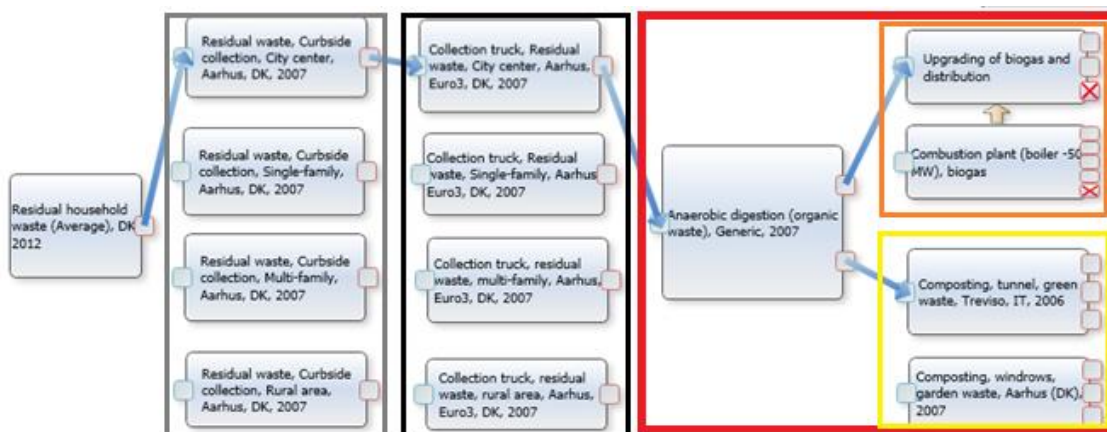 Residual household
waste (Average), DK
2012
Residual waste, Curbside
collection, City center,
Aarhus, DK, 2007
Residual waste, Curbside
collection, Single-family,
Aarhus, DK, 2007
Residual waste, Curbside
collection, Multi-family,
Aarhus, DK, 2007
Residual waste, Curbside
collection, Rural area,
Aarhus, DK, 2007
Collection truck, Residual
waste, City center, Aarhus,
Euro3, DK, 2007
Collection truck, Residual
waste, Single-family, Aarhus
Euro3, DK, 2007
Collection truck, residual
waste, multi-family, Aarhus,
Euro3, DK, 2007
Collection truck, residual
waste, rural area, Aarhus,
Euro3, DK, 2007
Anaerobic digestion (organic
waste), Generic, 2007
Upgrading of biogas and
distribution
Combustion plant (boiler -50
MW), biogas
Composting, tunnel, green
waste, Treviso, IT, 2006
Composting, windrows,
garden waste, Aarhus (DK),
2007